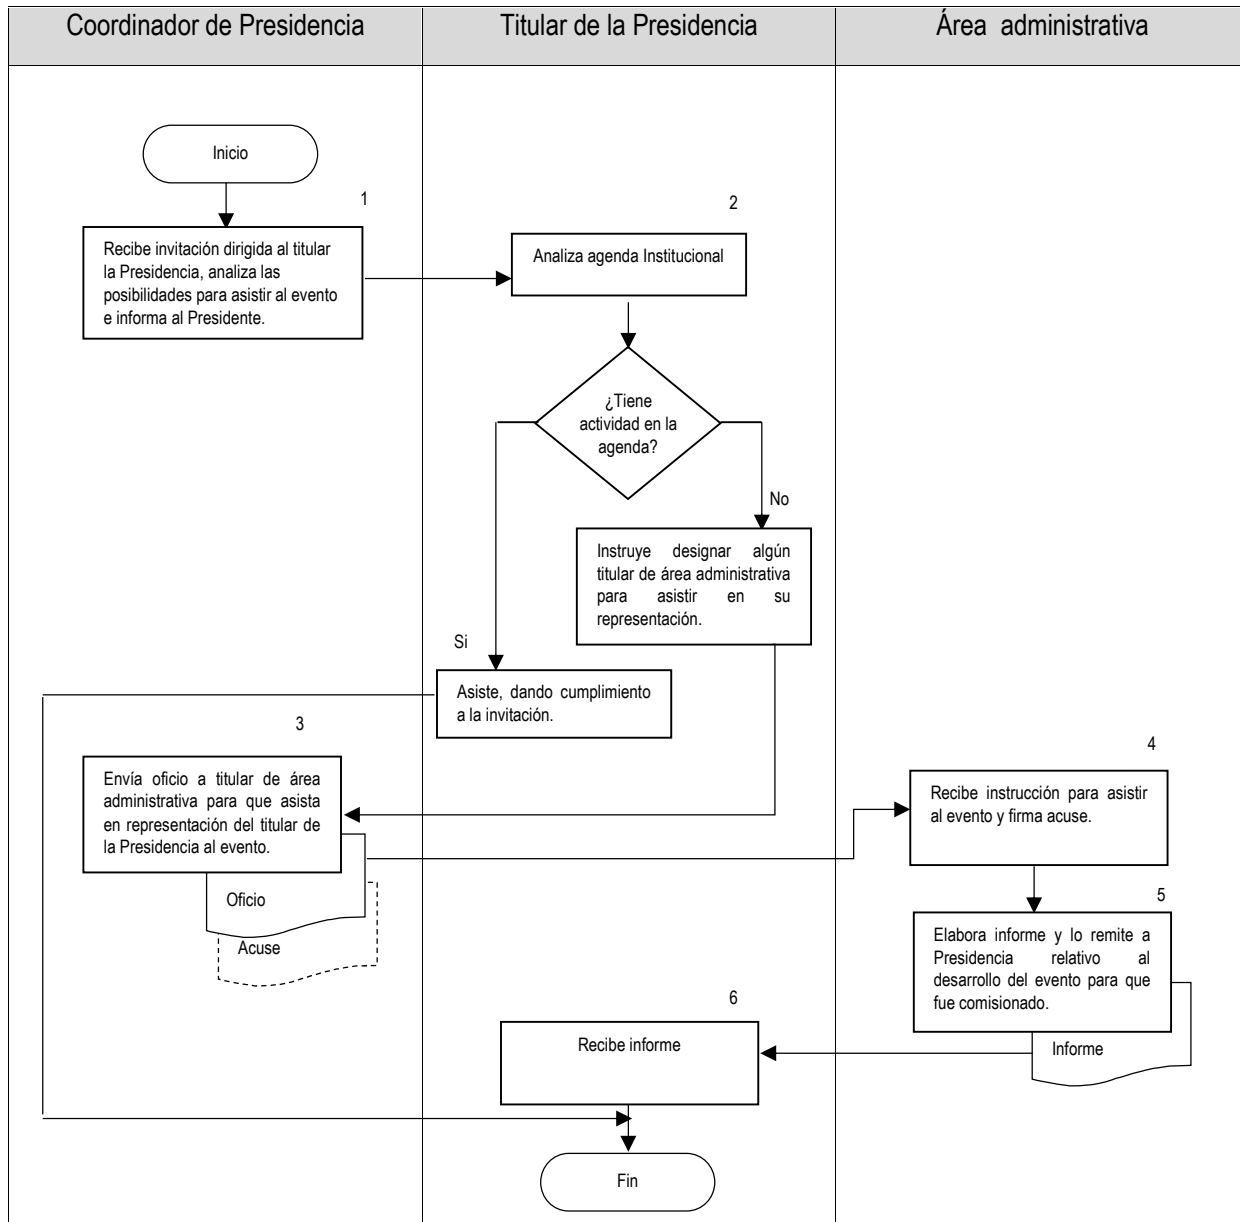 Coordinador de Presidencia
Titular de la Presidencia
Área administrativa
Inicio
1
Recibe invitación dirigida al titular
la Presidencia, analiza las
posibilidades para asistir al evento
e informa al Presidente.
2
Analiza agenda Institucional
¿Tiene
actividad en la
agenda?
No
Instruye designar algún
titular de área administrativa
para asistir en su
representación.
Si
Asiste, dando cumplimiento
a la invitación.
3
Envía oficio a titular de área
administrativa para que asista
en representación del titular de
la Presidencia al evento.
Oficio
Acuse
4
Recibe instrucción para asistir
al evento y firma acuse.
5
Elabora informe y lo remite a
Presidencia relativo al
desarrollo del evento para que
fue comisionado.
Informe
6
Recibe informe
Fin